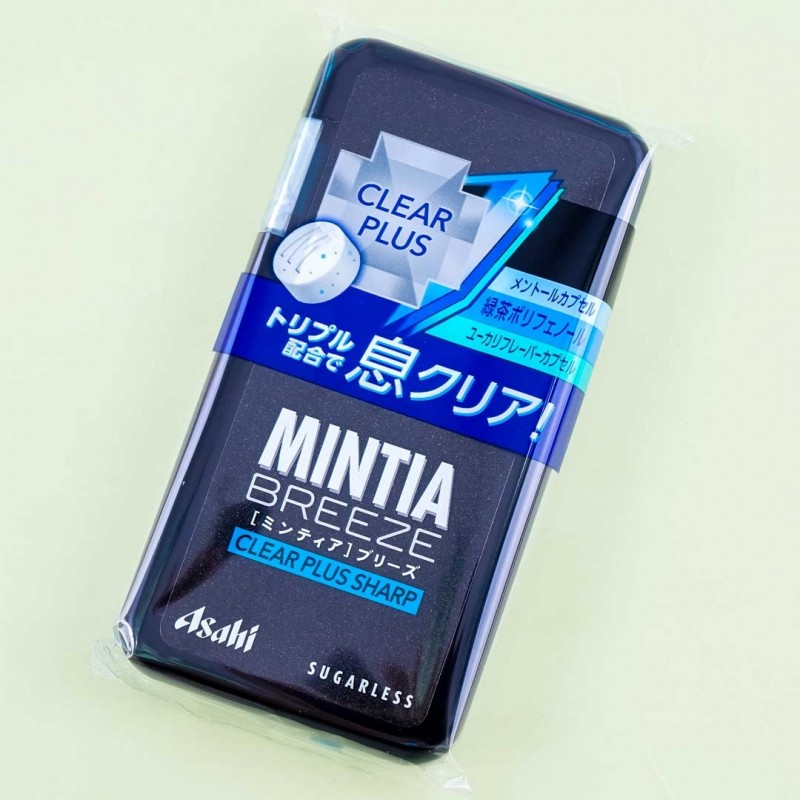 CLEAR
PLUS
メントールカプセル
緑茶ポリフェノール
ユーカリフレーバーカプセル
トリプル
配合で
息クリア!
MINTIA
BREEZE
[ミンティア]ブリーズ
CLEAR PLUS SHARP
Asahi
SUGARLESS